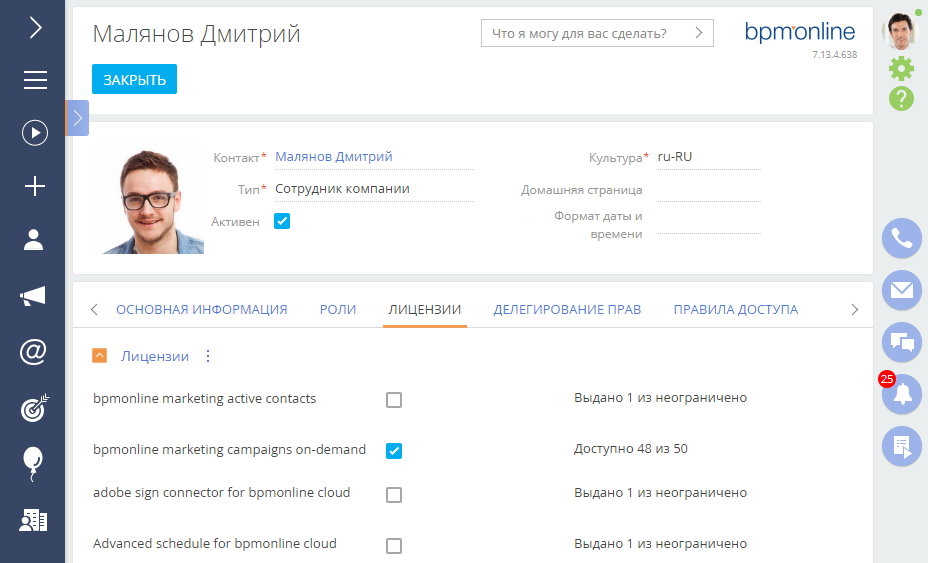 Малянов Дмитрий
Что я могу для вас сделать?
bpmonline
7.13.4.638
ЗАКРЫТЬ
Контакт* Малянов Дмитрий
Культура* ru-RU
Тип* Сотрудник компании
Домашняя страница
Активен
Формат даты и
времени
ОСНОВНАЯ ИНФОРМАЦИЯ РОЛИ ЛИЦЕНЗИИ ДЕЛЕГИРОВАНИЕ ПРАВ ПРАВИЛА ДОСТУПА
Лицензии
bpmonline marketing active contacts Выдано 1 из неограничено
bpmonline marketing campaigns on-demand Доступно 48 из 50
adobe sign connector for bpmonline cloud Выдано 1 из неограничено
Advanced schedule for bpmonline cloud Выдано 1 из неограничено
25